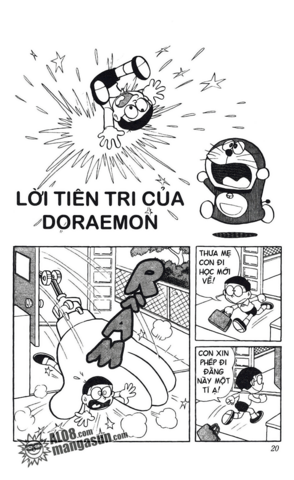 LỜI TIÊN TRI CỦA
DORAEMON
RẦM
THƯA MẸ
CON ĐI
HỌC MỚI
VỀ!
CON XIN
PHÉP ĐI
ĐẰNG
NÀY MỘT
TÍ Ạ!
AL08.com
mangasun.com
20